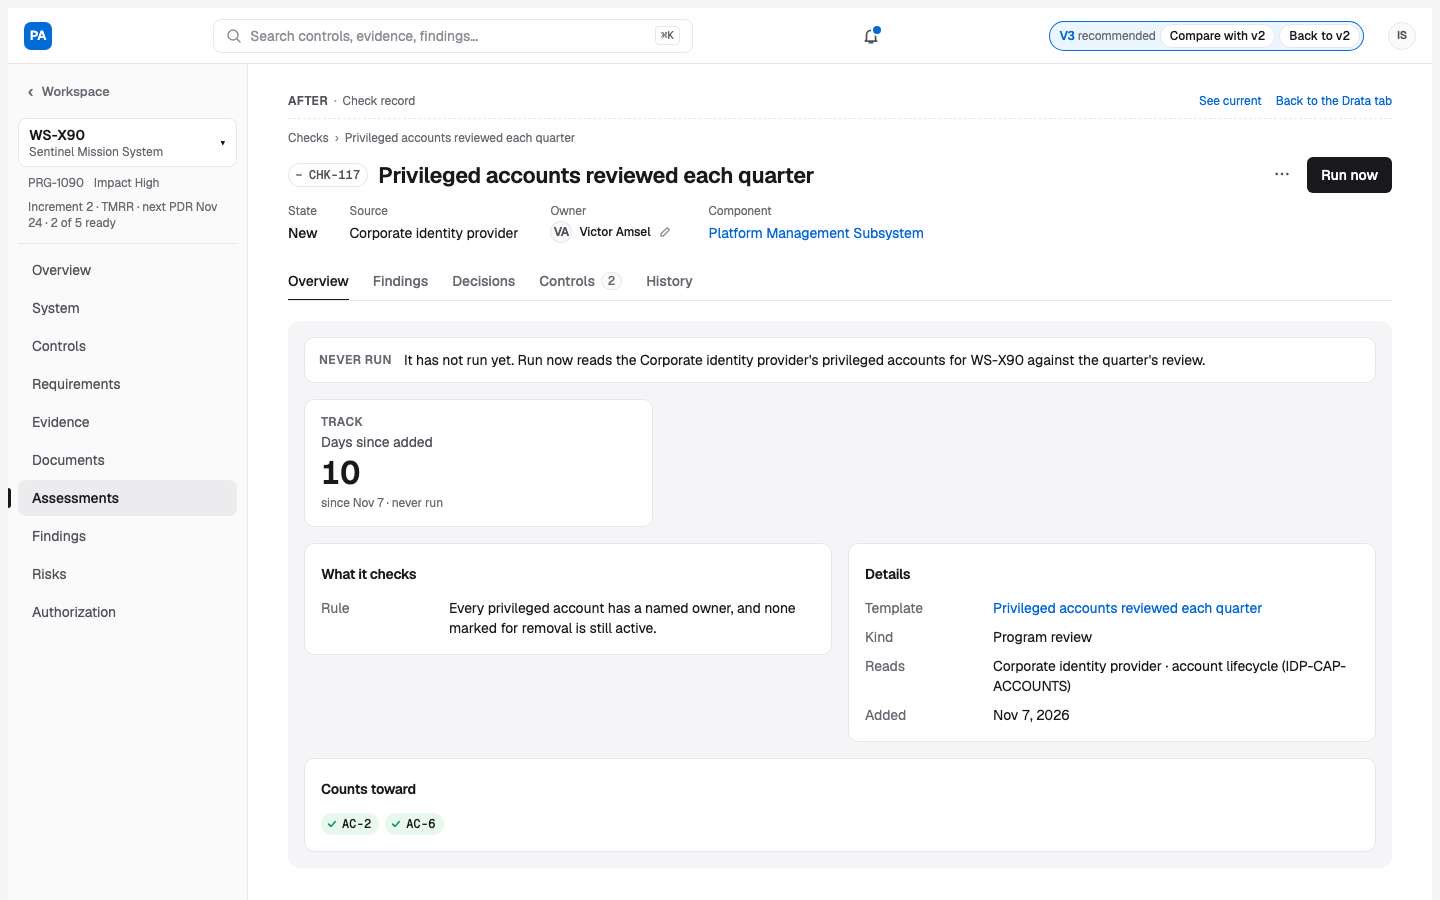 PA
Search controls, evidence, findings...
⌘K
V3 recommended
Compare with v2
Back to v2
IS
‹ Workspace
WS-X90
Sentinel Mission System
PRG-1090 Impact High
Increment 2 · TMRR · next PDR Nov
24 · 2 of 5 ready
Overview
System
Controls
Requirements
Evidence
Documents
Assessments
Findings
Risks
Authorization
AFTER · Check record
See current
Back to the Drata tab
Checks › Privileged accounts reviewed each quarter
– CHK-117
Privileged accounts reviewed each quarter
···
Run now
State
New
Source
Corporate identity provider
Owner
VA Victor Amsel
Component
Platform Management Subsystem
Overview
Findings
Decisions
Controls 2
History
NEVER RUN It has not run yet. Run now reads the Corporate identity provider's privileged accounts for WS-X90 against the quarter's review.
TRACK
Days since added
10
since Nov 7 · never run
What it checks
Rule
Every privileged account has a named owner, and none
marked for removal is still active.
Details
Template
Privileged accounts reviewed each quarter
Kind
Program review
Reads
Corporate identity provider · account lifecycle (IDP-CAP-
ACCOUNTS)
Added
Nov 7, 2026
Counts toward
AC-2
AC-6